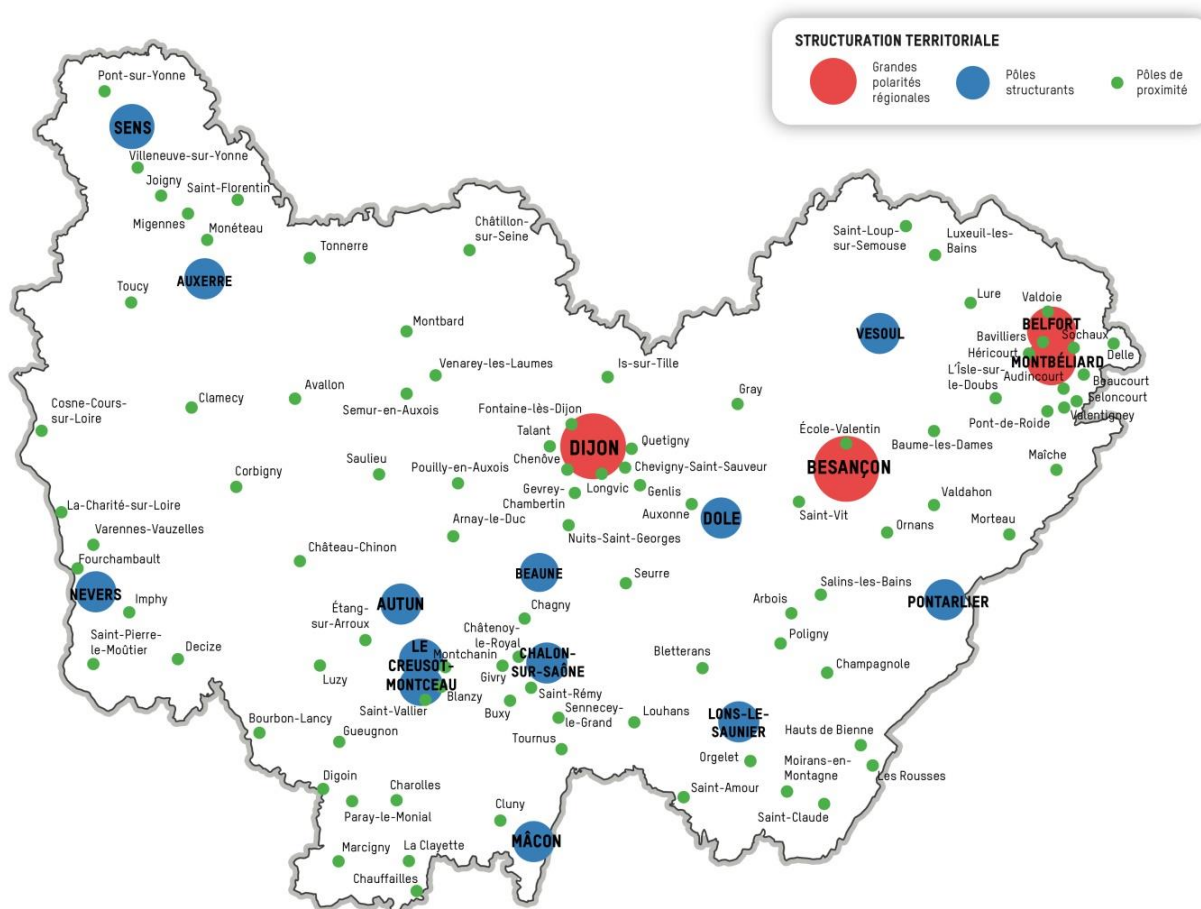 STRUCTURATION TERRITORIALE
Grandes
polarités
régionales
Pôles
structurants
Pôles de
proximité
Pont-sur-Yonne
SENS
Villeneuve-sur-Yonne
Joigny
Saint-Florentin
Migennes
Monéteau
Tonnerre
Châtillon-
sur-Seine
Saint-Loup-
sur-Semouse
Luxeuil-les-
Bains
AUXERRE
Toucy
Lure
Valdoie
Montbard
VESOUL
BELFORT
Bavilliers
Sochaux
Héricourt
MONTBÉLIARD
Delle
Venarey-les-Laumes
Is-sur-Tille
L'Îsle-sur-
le-Doubs
Audincourt
Beaucourt
Avallon
Gray
Seloncourt
Clamecy
Semur-en-Auxois
Cosne-Cours-
sur-Loire
Fontaine-lès-Dijon
Pont-de-Roide
Valentigney
Talant
DIJON
Quetigny
École-Valentin
Baume-les-Dames
Chenôve
Chevigny-Saint-Sauveur
BESANÇON
Maîche
Corbigny
Saulieu
Pouilly-en-Auxois
Gevrey-
Chambertin
Longvic
Genlis
Auxonne
DOLE
Saint-Vit
Valdahon
Ornans
Morteau
La-Charité-sur-Loire
Varennes-Vauzelles
Arnay-le-Duc
Nuits-Saint-Georges
Fourchambault
Château-Chinon
BEAUNE
Seurre
Salins-les-Bains
NEVERS
Imphy
AUTUN
Arbois
PONTARLIER
Étang-
sur-Arroux
Chagny
Saint-Pierre-
le-Moûtier
Decize
Châtenoy-
le-Royal
Poligny
LE
CREUSOT-
MONTCEAU
Montchanin
CHALON-
SUR-SAÔNE
Bletterans
Champagnole
Luzy
Givry
Blanzy
Saint-Rémy
Saint-Vallier
Buxy
Sennecey-
le-Grand
Louhans
LONS-LE-
SAUNIER
Bourbon-Lancy
Gueugnon
Tournus
Hauts de Bienne
Orgelet
Moirans-en-
Montagne
Les Rousses
Digoin
Charolles
Saint-Amour
Paray-le-Monial
Cluny
Saint-Claude
MÂCON
Marcigny
La Clayette
Chauffailles